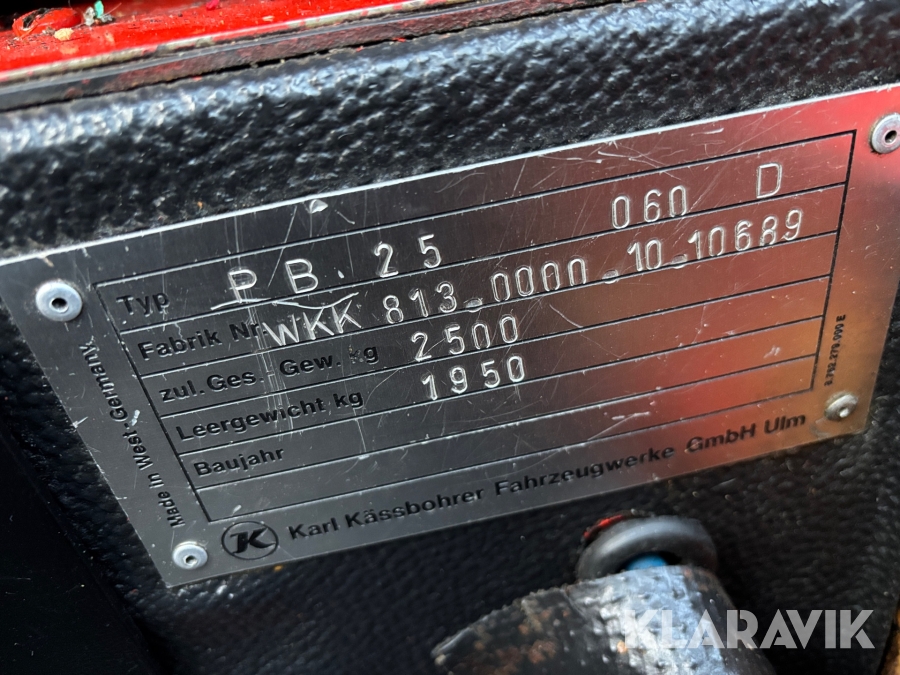 Typ PB.25 060 D
Fabrik Nr. WKK 813-0000-10-10689
zul. Ges. Gew. kg 2500
Leergewicht kg 1950
Baujahr
K Karl Kässbohrer Fahrzeugwerke GmbH Ulm
Made in West-Germany
KLARAVIK